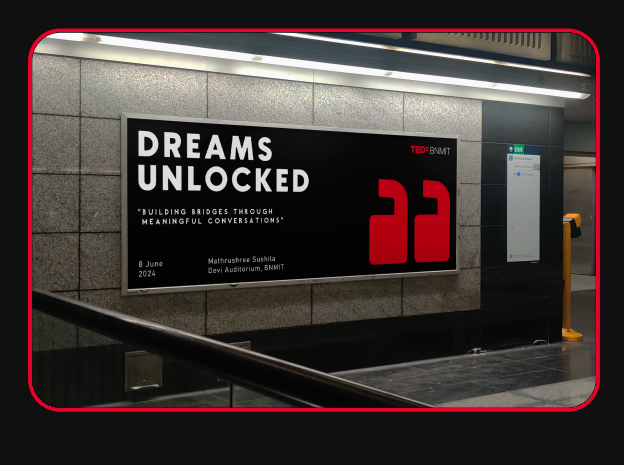 DREAMS
UNLOCKED
TEDxBNMIT
"BUILDING BRIDGES THROUGH
MEANINGFUL CONVERSATIONS"
8 June
2024
Mathrushree Sushila
Devi Auditorium, BNMIT
EXIT